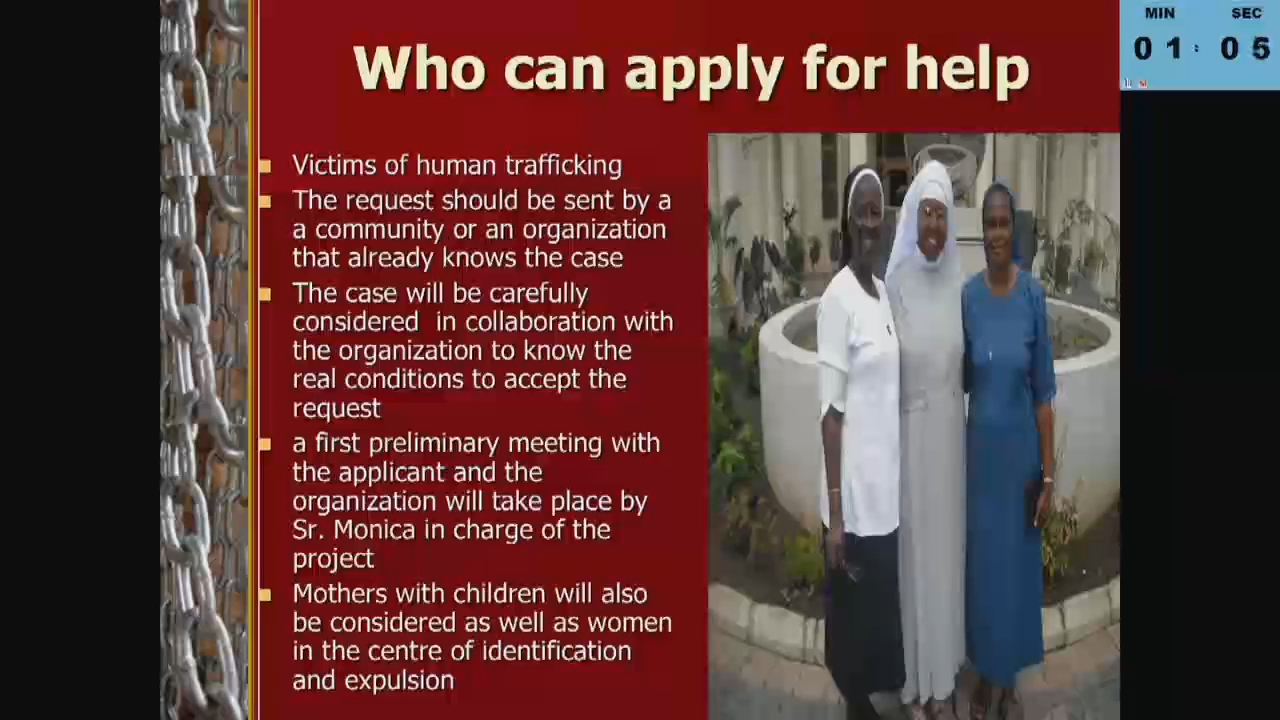 MIN SEC
01:05
Who can apply for help
Victims of human trafficking
The request should be sent by a
a community or an organization
that already knows the case
The case will be carefully
considered in collaboration with
the organization to know the
real conditions to accept the
request
a first preliminary meeting with
the applicant and the
organization will take place by
Sr. Monica in charge of the
project
Mothers with children will also
be considered as well as women
in the centre of identification
and expulsion